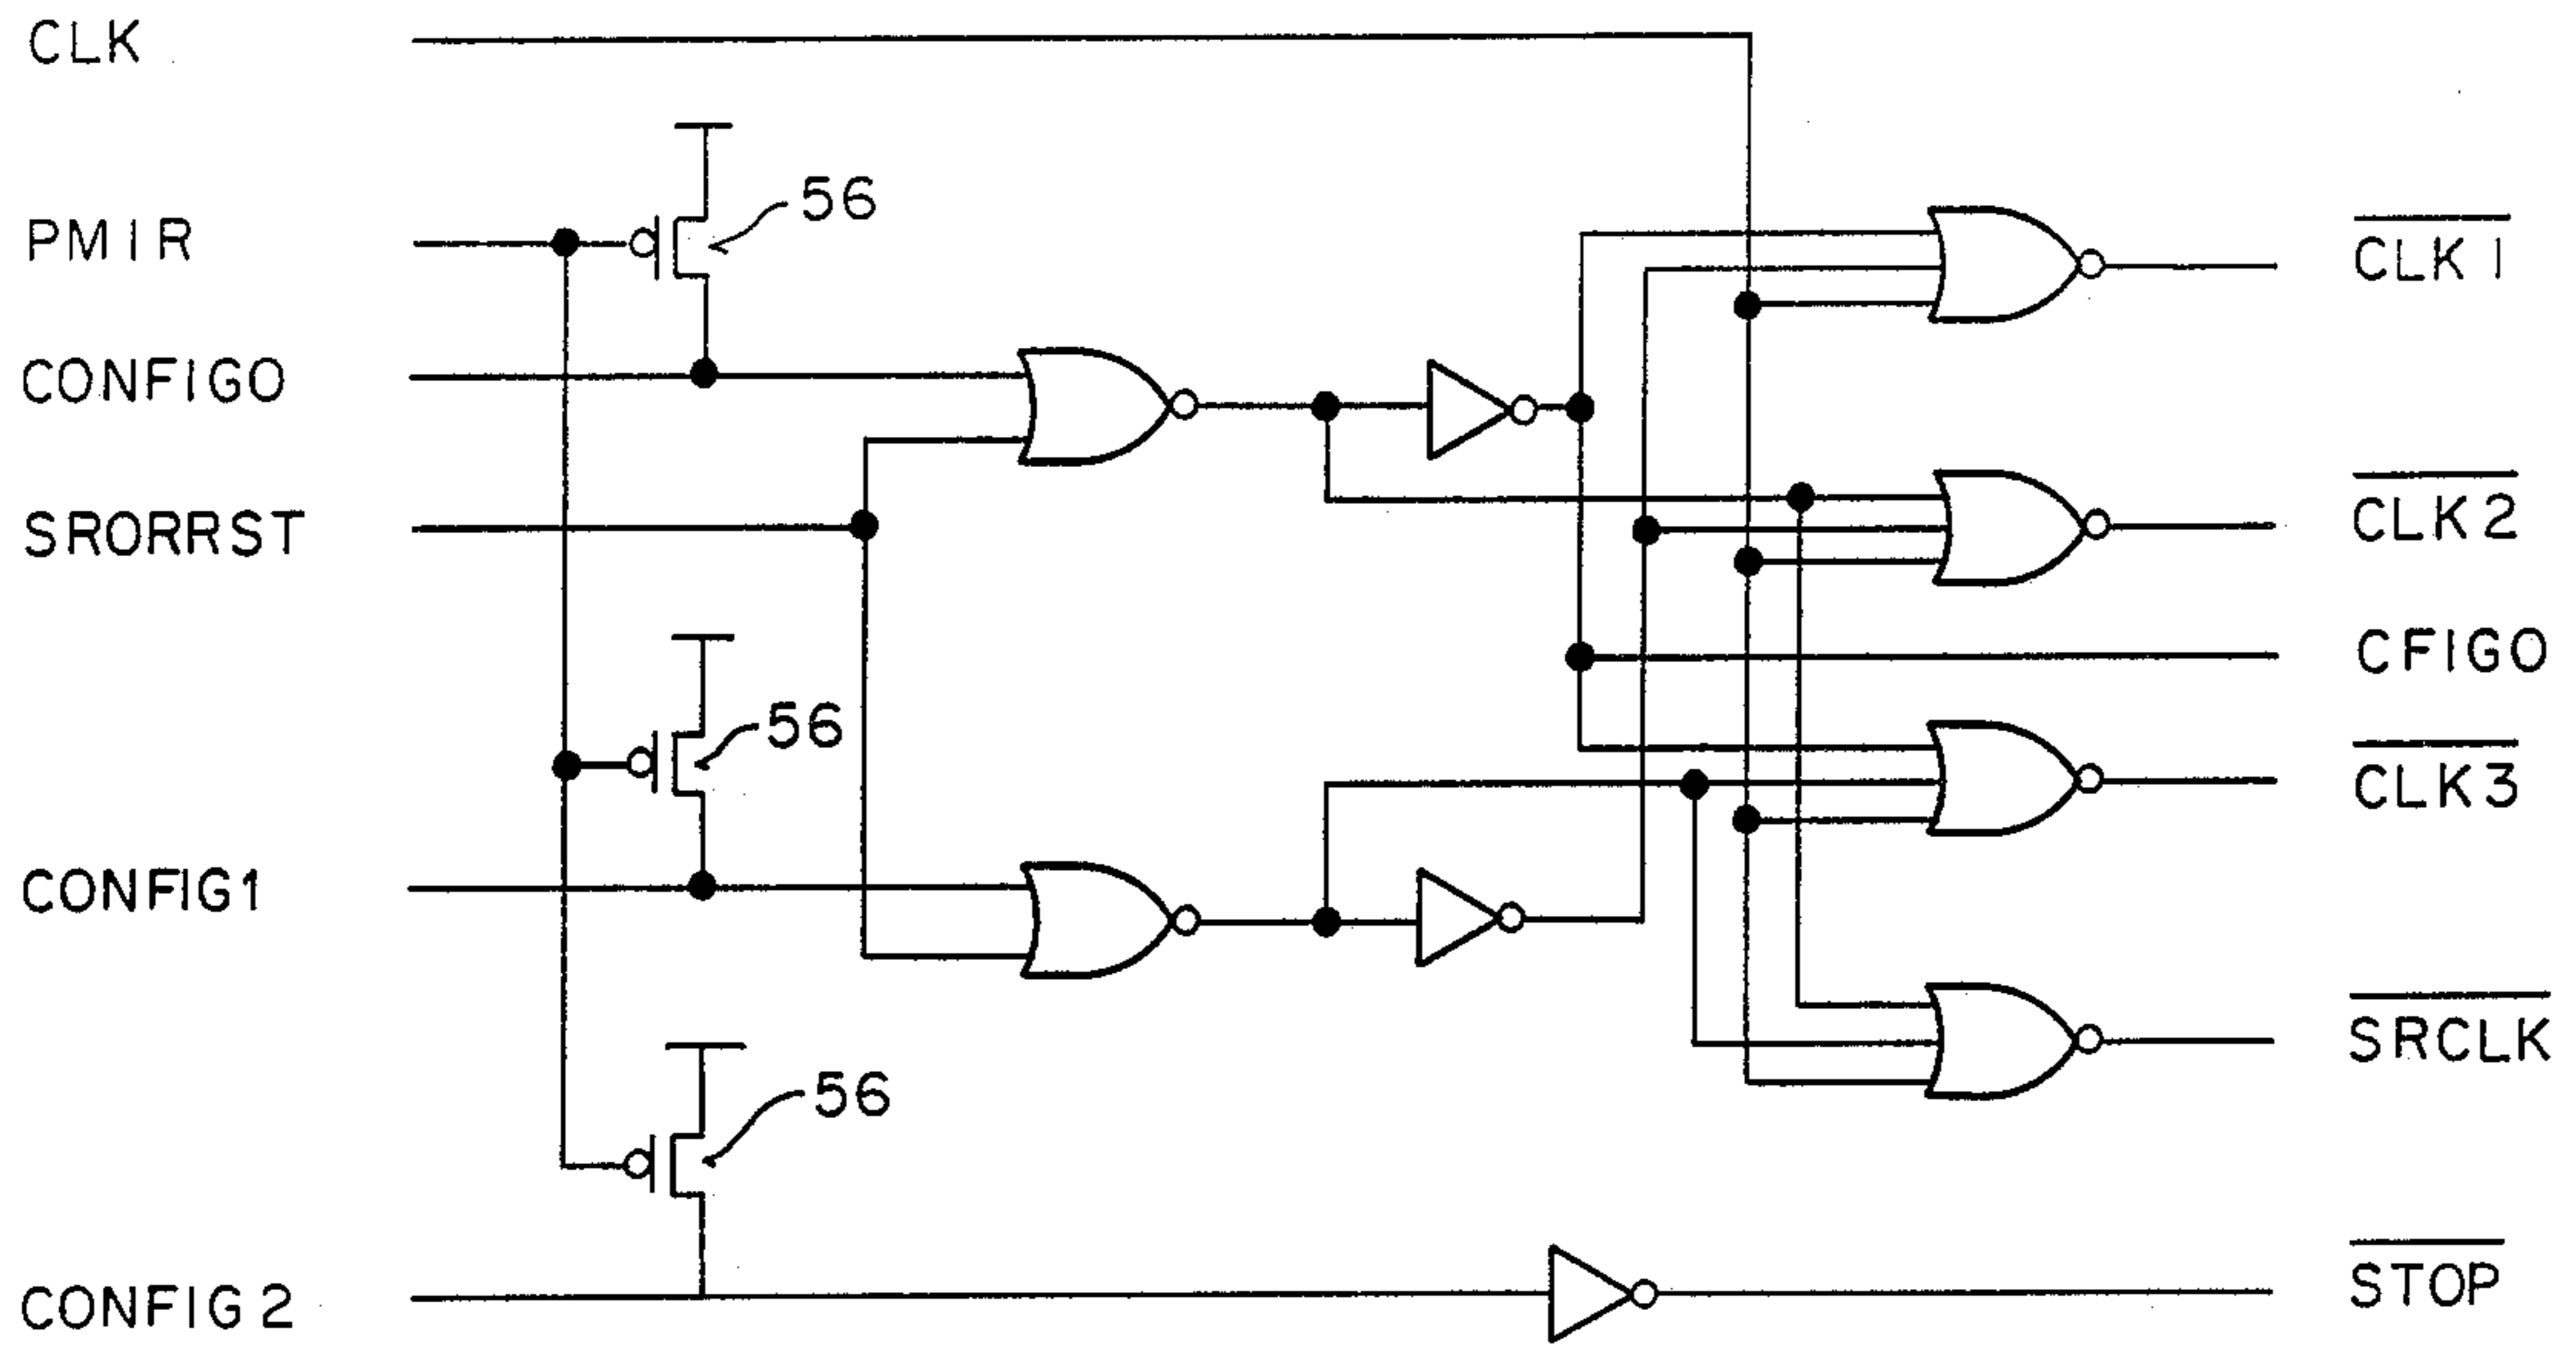 CLK
PMIR
CONFIG0
SRORRST
CONFIG1
CONFIG2
56
56
56
CLK1
CLK2
CFIG0
CLK3
SRCLK
STOP